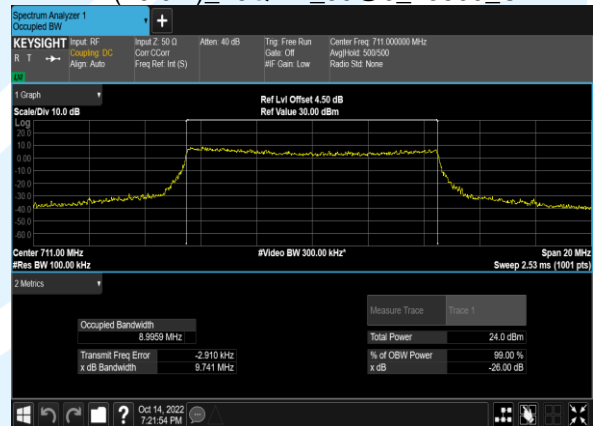 Spectrum Analyzer 1
Occupied BW
+
KEYSIGHT
R T
LV
Input: RF
Coupling: DC
Align: Auto
Input Z: 50 Ω
Corr CCorr
Freq Ref: Int (S)
Atten: 40 dB
Trig: Free Run
Gate: Off
#IF Gain: Low
Center Freq: 711.000000 MHz
Avg|Hold: 500/500
Radio Std: None
1 Graph
Scale/Div 10.0 dB
Ref Lvl Offset 4.50 dB
Ref Value 30.00 dBm
Log
20.0
10.0
0.00
-10.0
-20.0
-30.0
-40.0
-50.0
-60.0
Center 711.00 MHz
#Res BW 100.00 kHz
#Video BW 300.00 kHz*
Span 20 MHz
Sweep 2.53 ms (1001 pts)
2 Metrics
Measure Trace Trace 1
Occupied Bandwidth
8.9959 MHz
Total Power 24.0 dBm
Transmit Freq Error -2.910 kHz
% of OBW Power 99.00 %
x dB Bandwidth 9.741 MHz
x dB -26.00 dB
?
Oct 14, 2022
7:21:54 PM